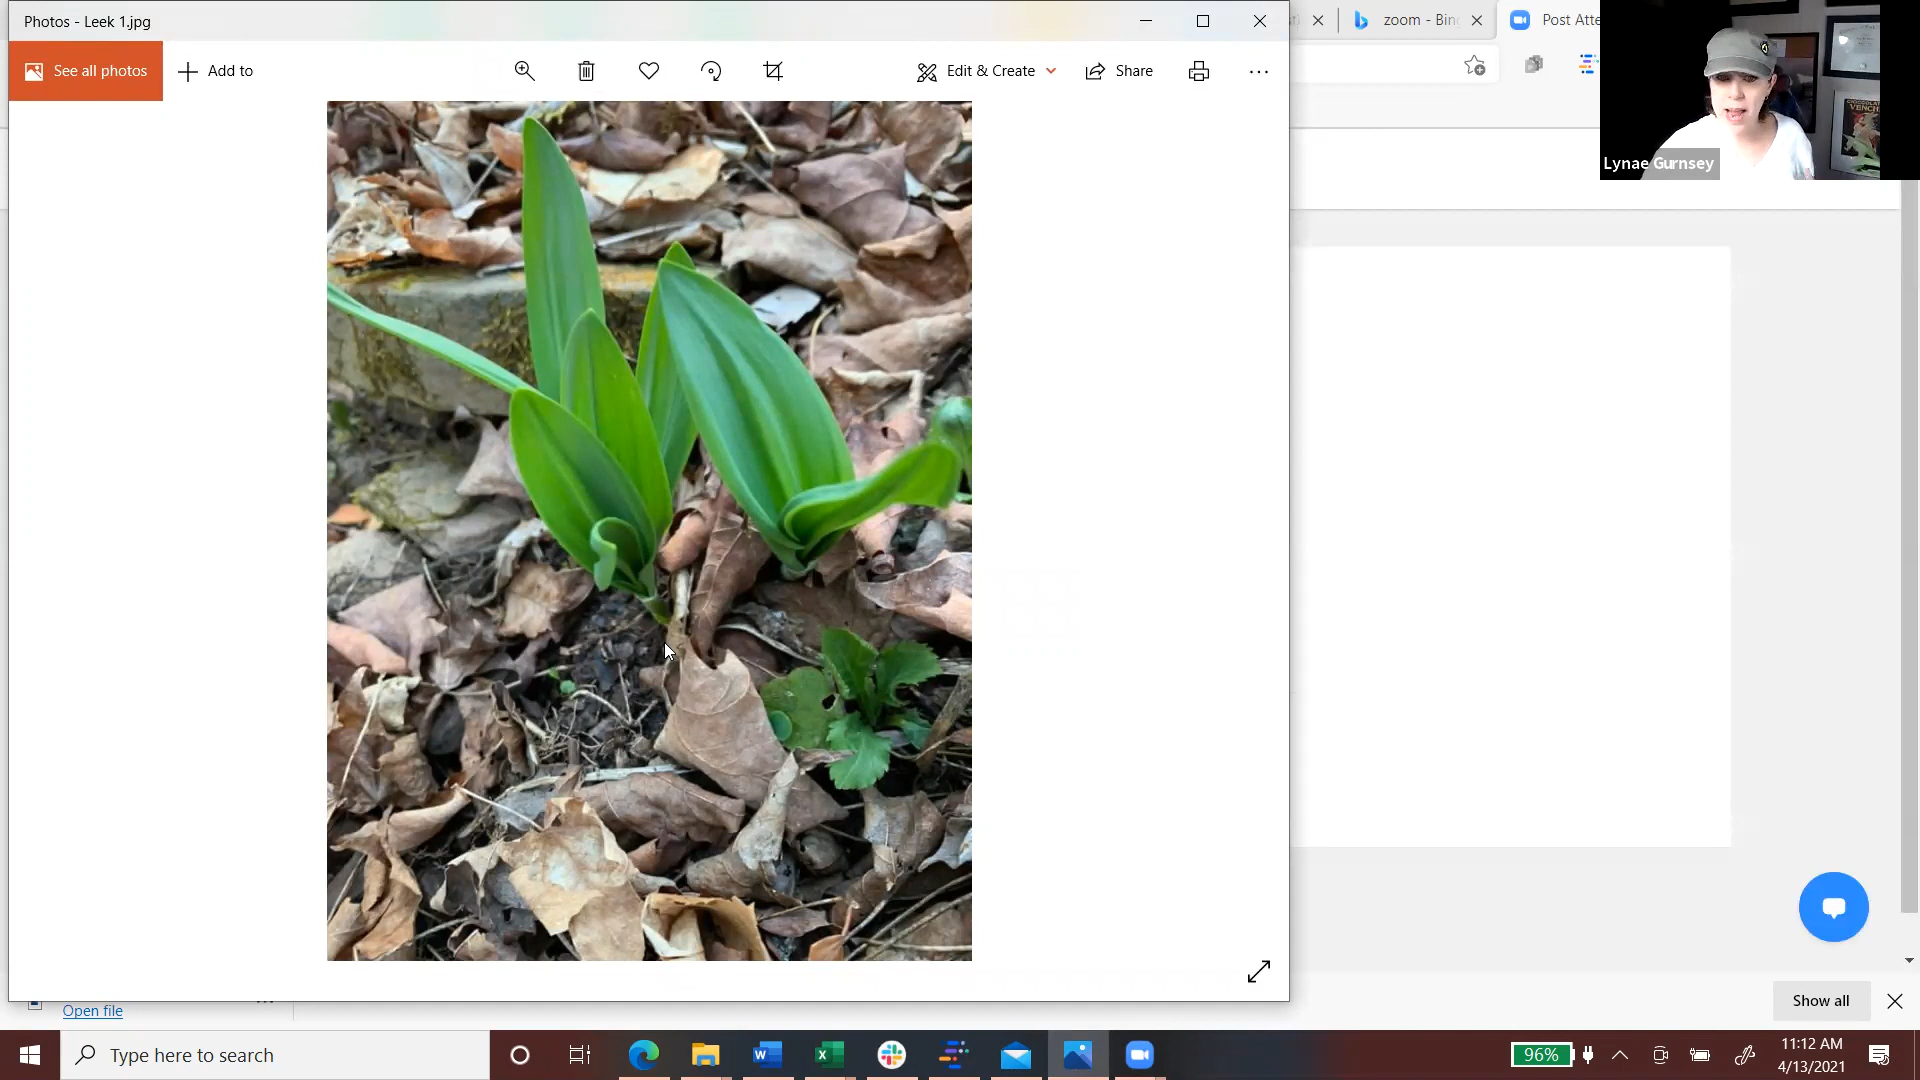 Photos - Leek 1.jpg
zoom - Bin
Post Atte
See all photos
Add to
Edit & Create
Share
VENCH
Lynae Gurnsey
Open file
Show all
Type here to search
96%
11:12 AM
4/13/2021